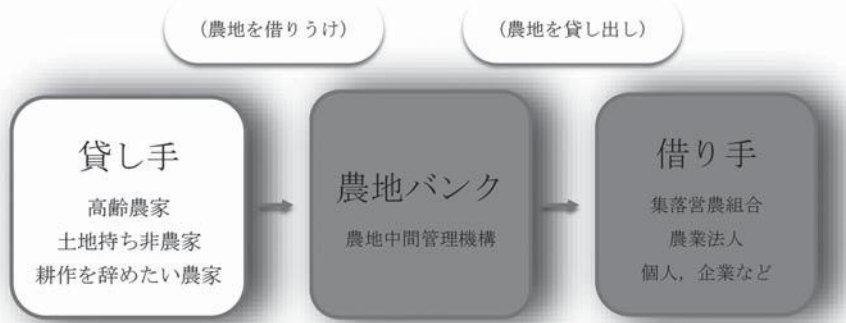 (農地を借りうけ)
(農地を貸し出し)
貸し手
高齢農家
土地持ち非農家
耕作を辞めたい農家
農地バンク
農地中間管理機構
借り手
集落営農組合
農業法人
個人，企業など